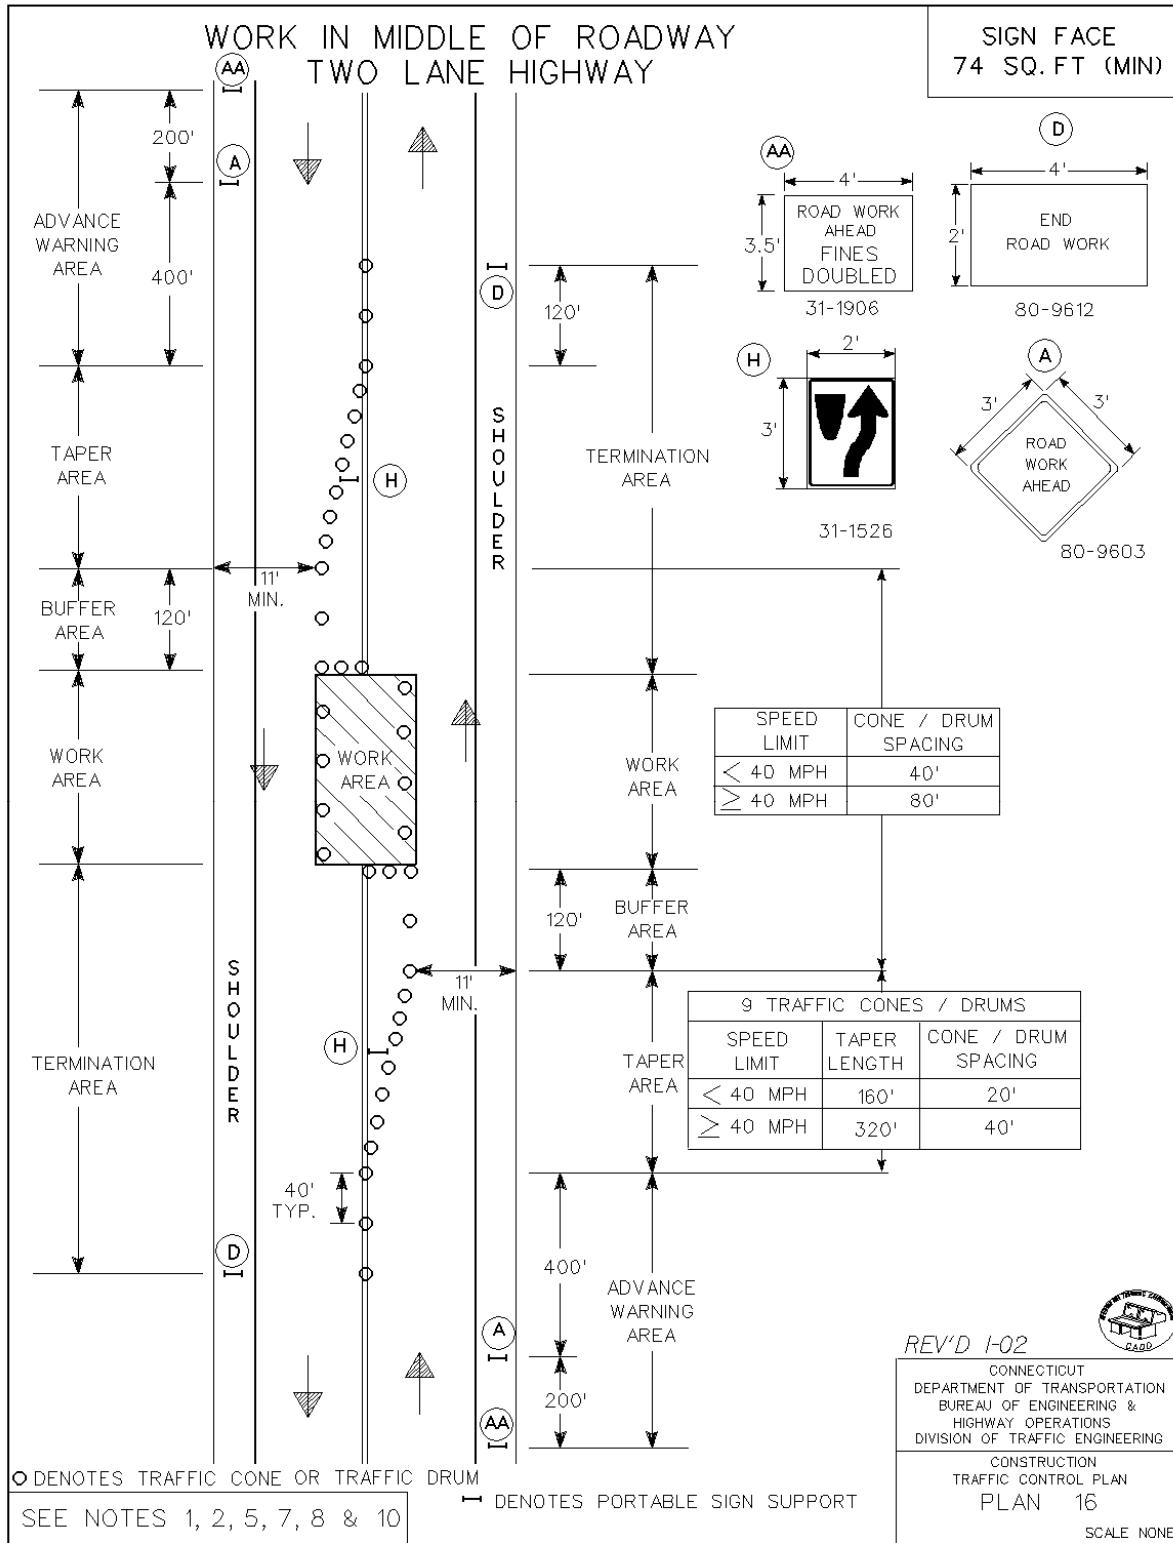 WORK IN MIDDLE OF ROADWAY
TWO LANE HIGHWAY
SIGN FACE
74 SQ.FT (MIN)
AA
200'
A
ADVANCE
WARNING
AREA
400'
TAPER
AREA
BUFFER
AREA
120'
11'
MIN.
WORK
AREA
TERMINATION
AREA
SHOULDER
D
H
40'
TYP.
WORK
AREA
H
D
120'
SHOULDER
TERMINATION
AREA
WORK
AREA
120'
BUFFER
AREA
11'
MIN.
TAPER
AREA
400'
ADVANCE
WARNING
AREA
A
200'
AA
AA
4'
3.5'
ROAD WORK
AHEAD
FINES
DOUBLED
31-1906
D
4'
2'
END
ROAD WORK
80-9612
H
2'
3'
31-1526
A
3'
3'
ROAD
WORK
AHEAD
80-9603
SPEED LIMIT CONE / DRUM SPACING
< 40 MPH 40'
≥ 40 MPH 80'
9 TRAFFIC CONES / DRUMS
SPEED LIMIT TAPER LENGTH CONE / DRUM SPACING
< 40 MPH 160' 20'
≥ 40 MPH 320' 40'
O DENOTES TRAFFIC CONE OR TRAFFIC DRUM
DENOTES PORTABLE SIGN SUPPORT
SEE NOTES 1, 2, 5, 7, 8 & 10
REV'D 1-02
CADD
CONNECTICUT
DEPARTMENT OF TRANSPORTATION
BUREAU OF ENGINEERING &
HIGHWAY OPERATIONS
DIVISION OF TRAFFIC ENGINEERING
CONSTRUCTION
TRAFFIC CONTROL PLAN
PLAN 16
SCALE NONE